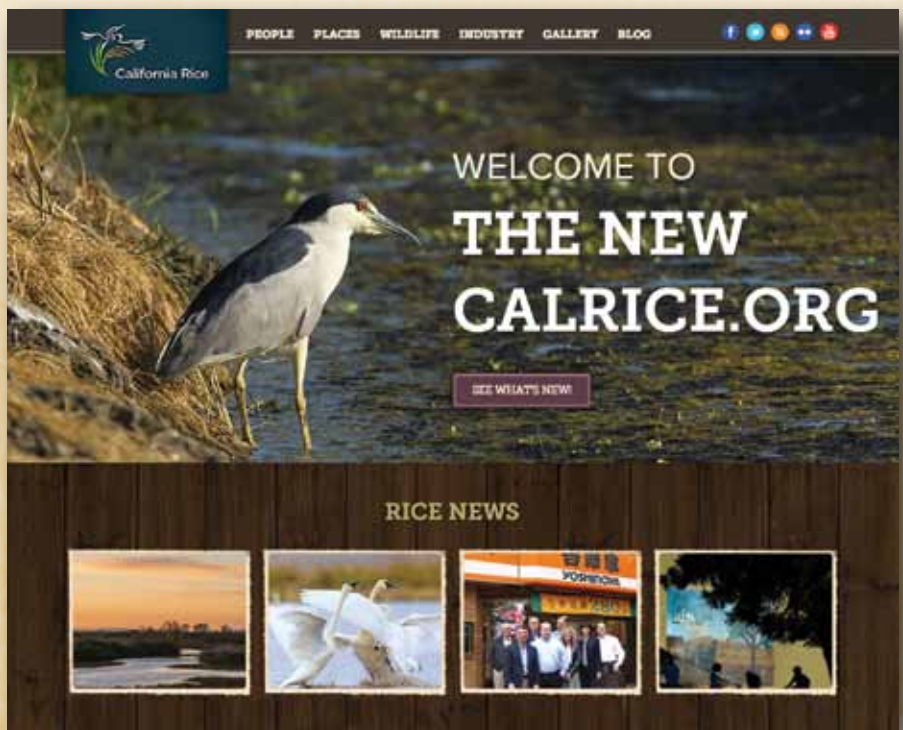 California Rice
PEOPLE PLACES WILDLIFE INDUSTRY GALLERY BLOG
WELCOME TO
THE NEW
CALRICE.ORG
SEE WHAT'S NEW!
RICE NEWS
YOSHINOYA
280